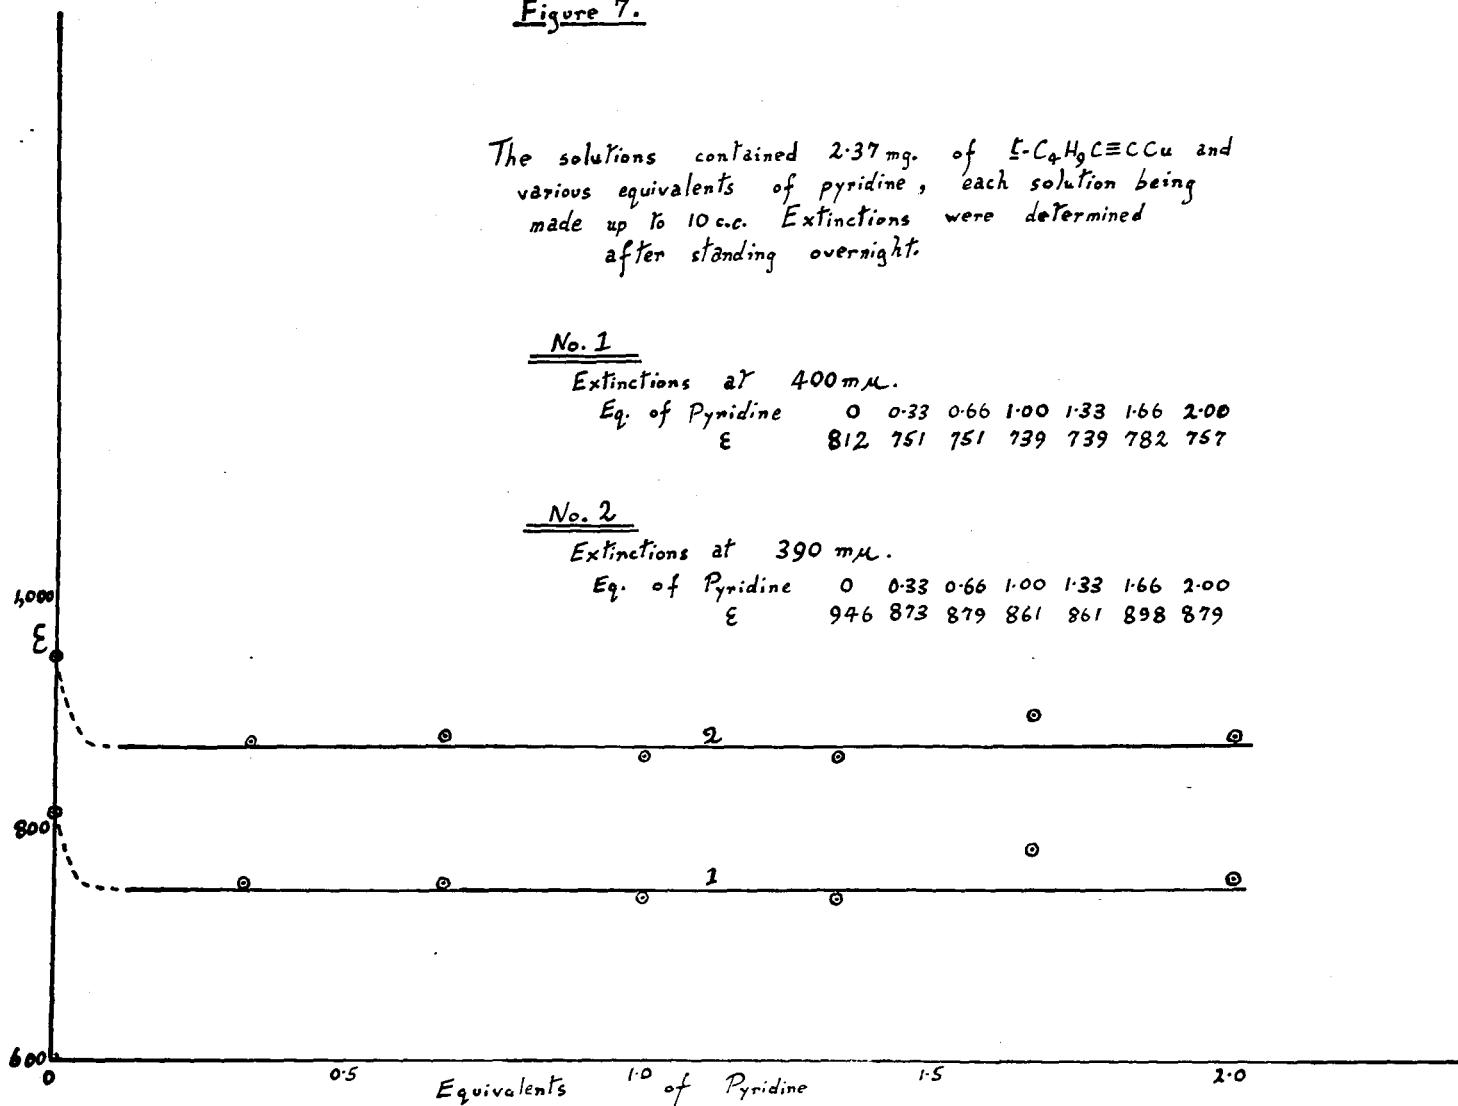 Figure 7.
The solutions contained 2·37 mg. of t-C₄H₉C≡CCu and
various equivalents of pyridine, each solution being
made up to 10 c.c. Extinctions were determined
after standing overnight.
No. 1
Extinctions at 400 mμ.
Eq. of Pyridine 0 0·33 0·66 1·00 1·33 1·66 2·00
ε 812 751 751 739 739 782 757
No. 2
Extinctions at 390 mμ.
Eq. of Pyridine 0 0·33 0·66 1·00 1·33 1·66 2·00
ε 946 873 879 861 861 898 879
1,000
ε
2
800
1
600
0 0·5 1·0 1·5 2·0
Equivalents of Pyridine